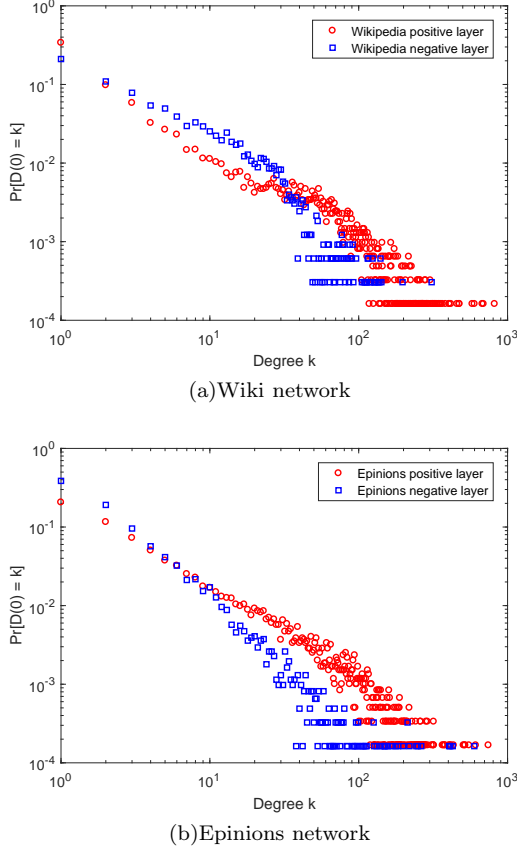 10^0
Wikipedia positive layer
Wikipedia negative layer
10^-1
10^-2
10^-3
10^-4
Pr[D(0) = k]
10^0 10^1 10^2 10^3
Degree k
(a)Wiki network
10^0
Epinions positive layer
Epinions negative layer
10^-1
10^-2
10^-3
10^-4
Pr[D(0) = k]
10^0 10^1 10^2 10^3
Degree k
(b)Epinions network